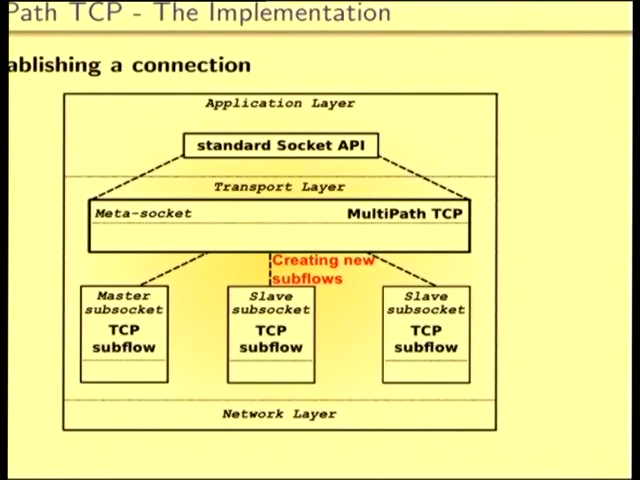 Path TCP - The Implementation
ablishing a connection
Application Layer
standard Socket API
Transport Layer
Meta-socket
MultiPath TCP
Creating new
subflows
Master
subsocket
TCP
subflow
Slave
subsocket
TCP
subflow
Slave
subsocket
TCP
subflow
Network Layer